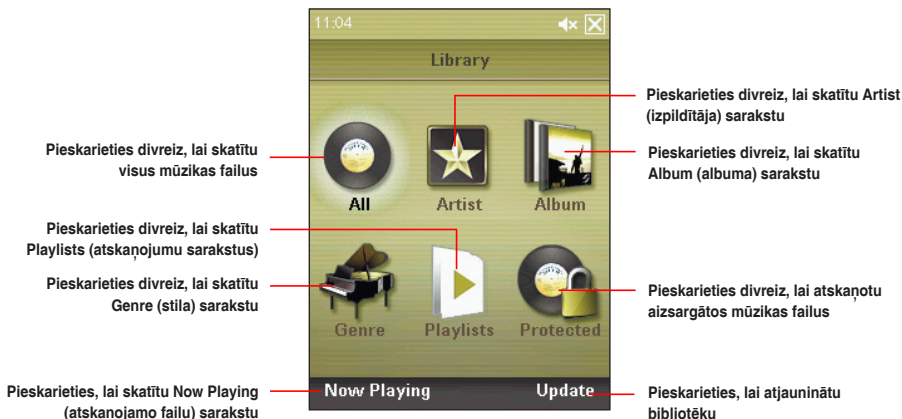 11:04
Library
Pieskarieties divreiz, lai skatītu Artist
(izpildītāja) sarakstu
Pieskarieties divreiz, lai skatītu
visus mūzikas failus
Pieskarieties divreiz, lai skatītu
Album (albuma) sarakstu
All
Artist
Album
Pieskarieties divreiz, lai skatītu
Playlists (atskaņojumu sarakstus)
Pieskarieties divreiz, lai skatītu
Genre (stila) sarakstu
Pieskarieties divreiz, lai atskaņotu
aizsargātos mūzikas failus
Genre
Playlists
Protected
Pieskarieties, lai skatītu Now Playing
(atskaņojamo failu) sarakstu
Now Playing
Update
Pieskarieties, lai atjauninātu
bibliotēku